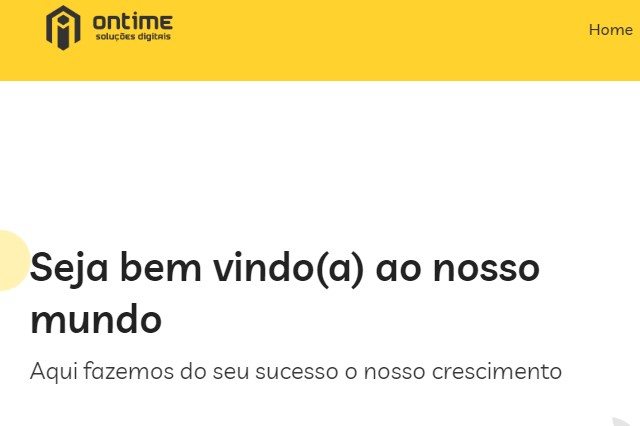 ontime
soluções digitais
Home
Seja bem vindo(a) ao nosso
mundo
Aqui fazemos do seu sucesso o nosso crescimento